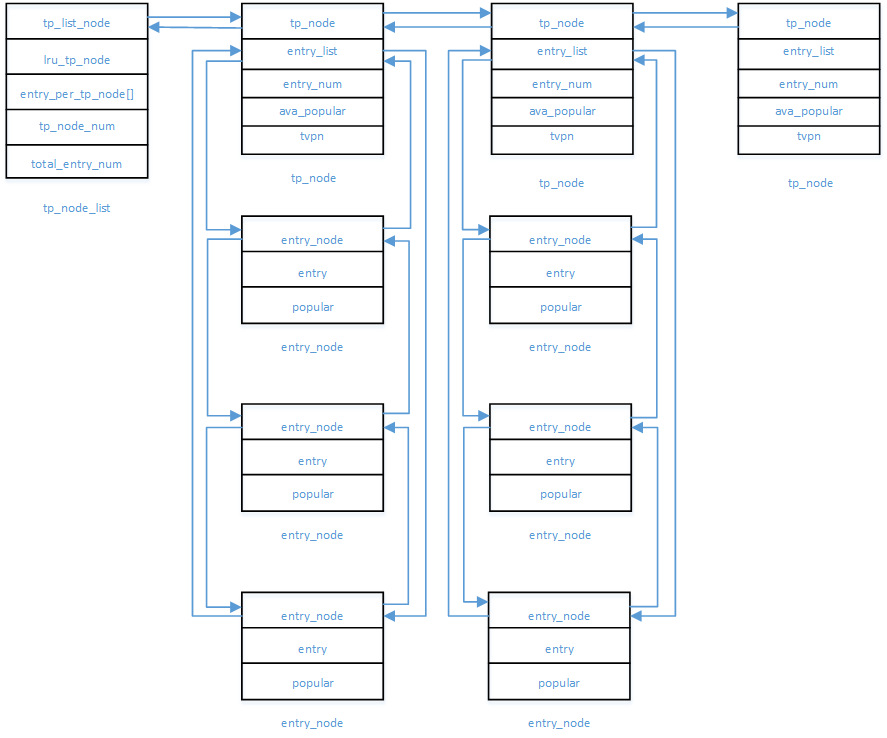 tp_list_node
lru_tp_node
entry_per_tp_node[]
tp_node_num
total_entry_num
tp_node_list
tp_node
entry_list
entry_num
ava_popular
tvpn
tp_node
entry_node
entry
popular
entry_node
entry_node
entry
popular
entry_node
entry_node
entry
popular
entry_node
tp_node
entry_list
entry_num
ava_popular
tvpn
tp_node
entry_node
entry
popular
entry_node
entry_node
entry
popular
entry_node
entry_node
entry
popular
entry_node
tp_node
entry_list
entry_num
ava_popular
tvpn
tp_node